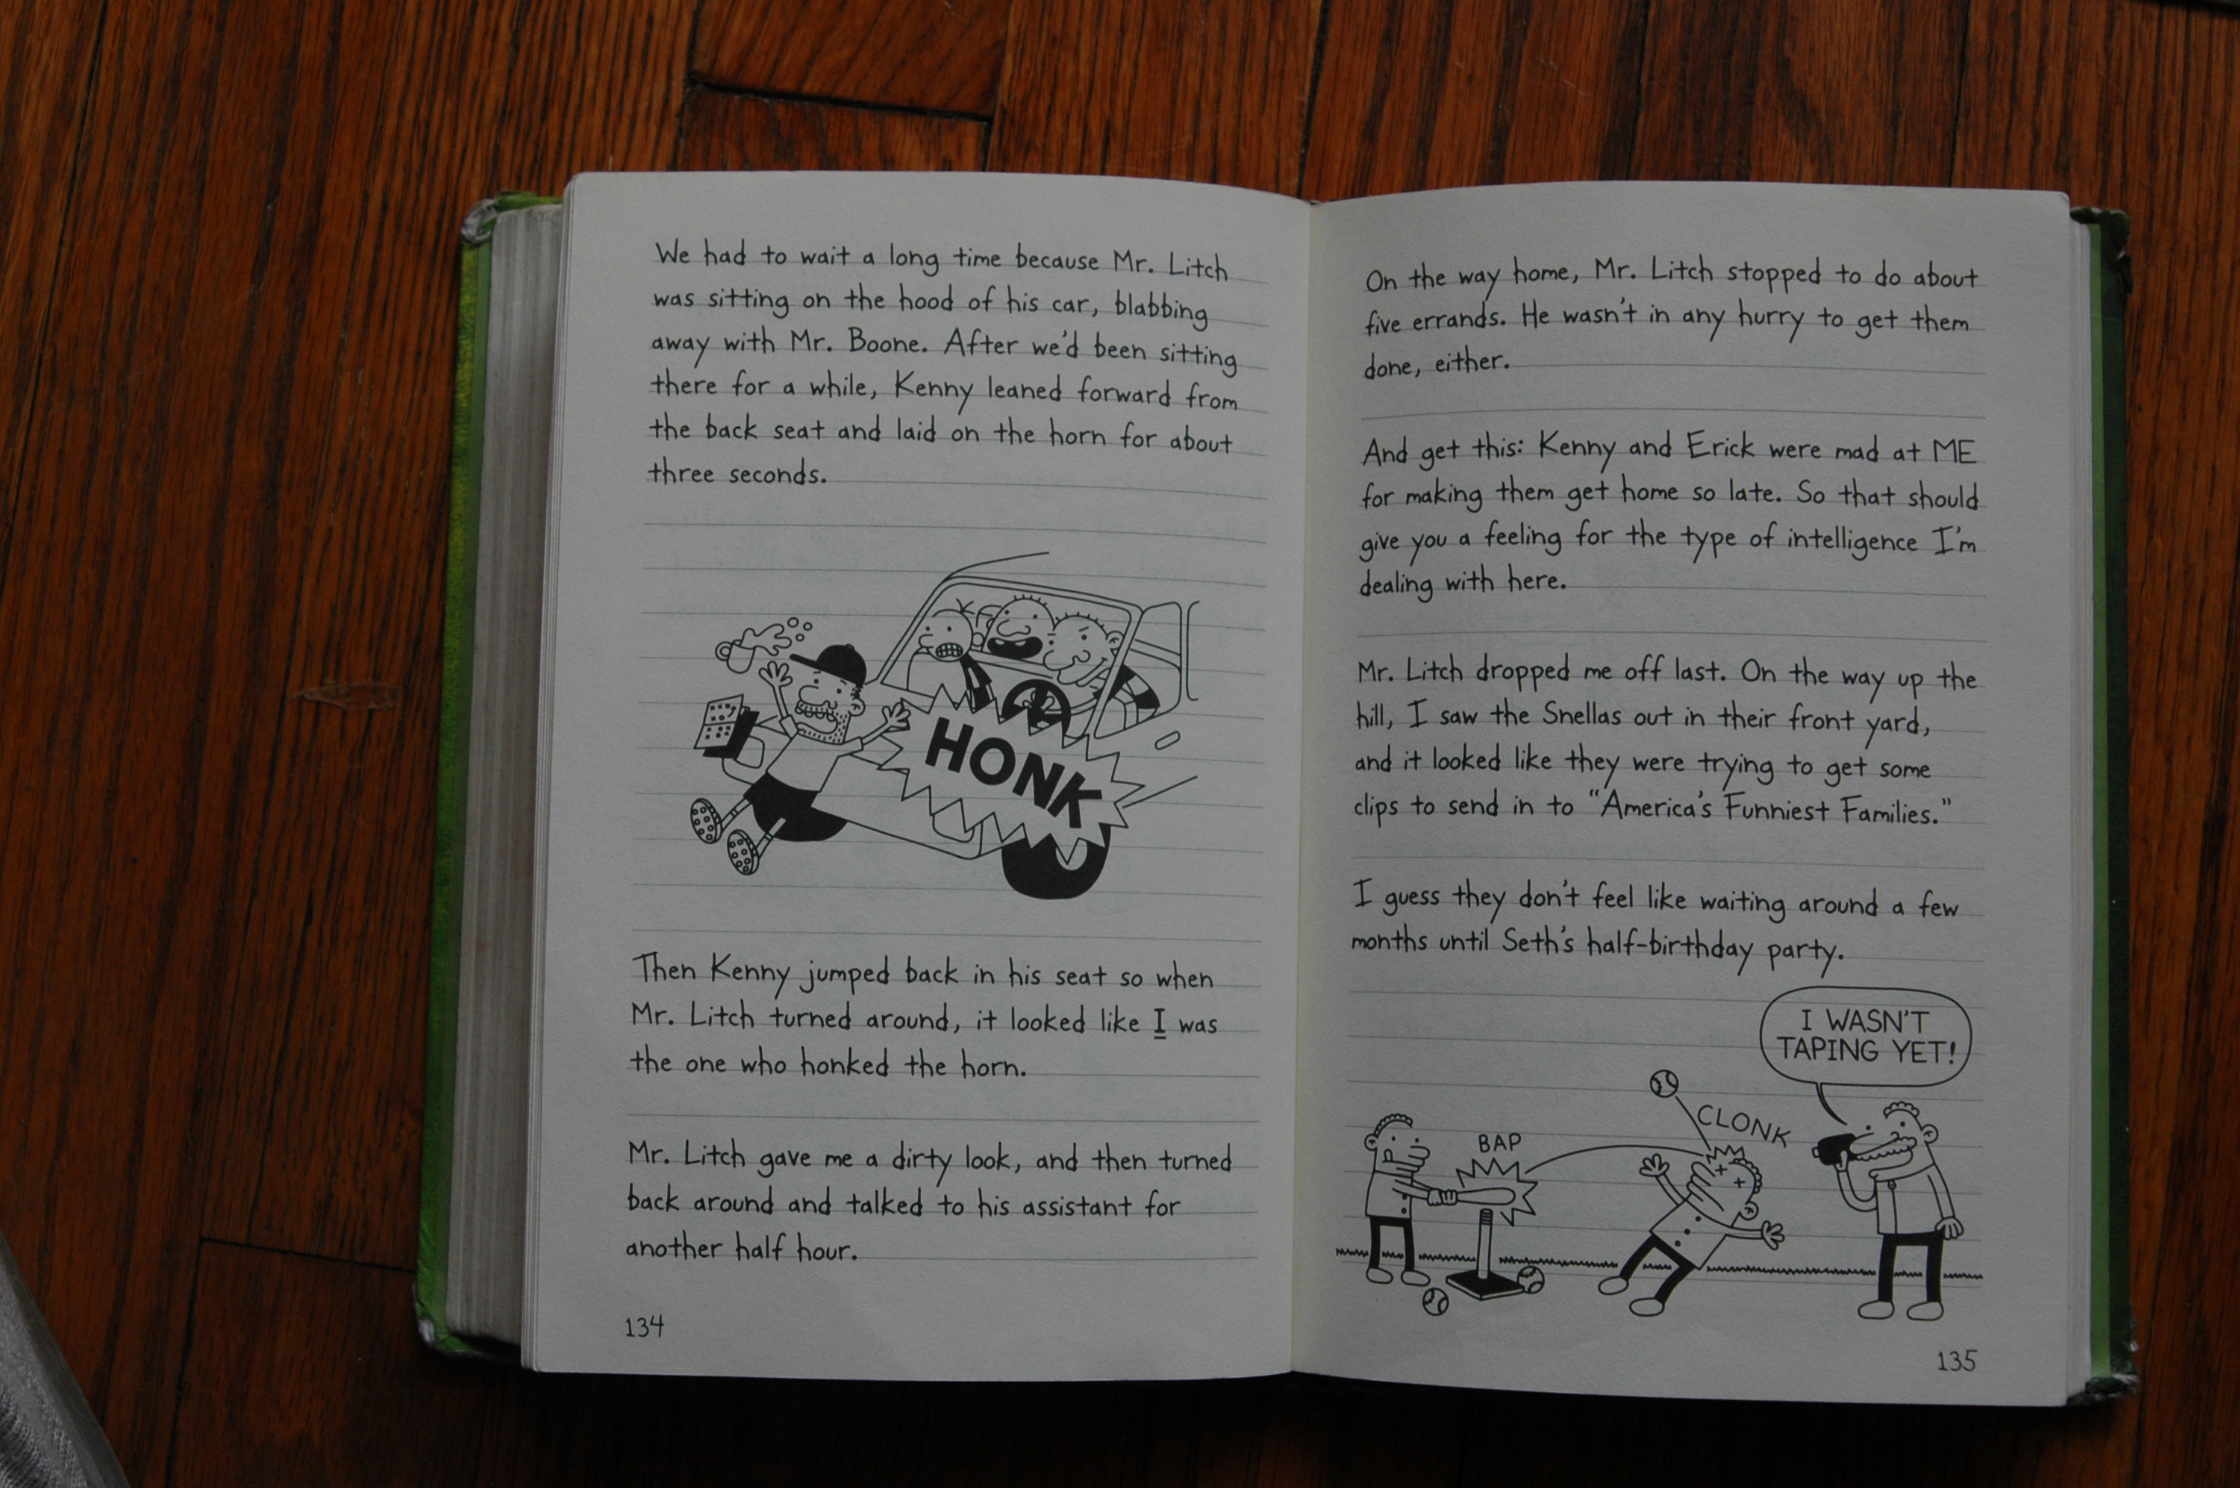 We had to wait a long time because Mr. Litch
was sitting on the hood of his car, blabbing
away with Mr. Boone. After we'd been sitting
there for a while, Kenny leaned forward from
the back seat and laid on the horn for about
three seconds.
HONK
Then Kenny jumped back in his seat so when
Mr. Litch turned around, it looked like I was
the one who honked the horn.
Mr. Litch gave me a dirty look, and then turned
back around and talked to his assistant for
another half hour.
134
On the way home, Mr. Litch stopped to do about
five errands. He wasn't in any hurry to get them
done, either.
And get this: Kenny and Erick were mad at ME
for making them get home so late. So that should
give you a feeling for the type of intelligence I'm
dealing with here.
Mr. Litch dropped me off last. On the way up the
hill, I saw the Snellas out in their front yard,
and it looked like they were trying to get some
clips to send in to "America's Funniest Families."
I guess they don't feel like waiting around a few
months until Seth's half-birthday party.
I WASN'T
TAPING YET!
CLONK
BAP
135